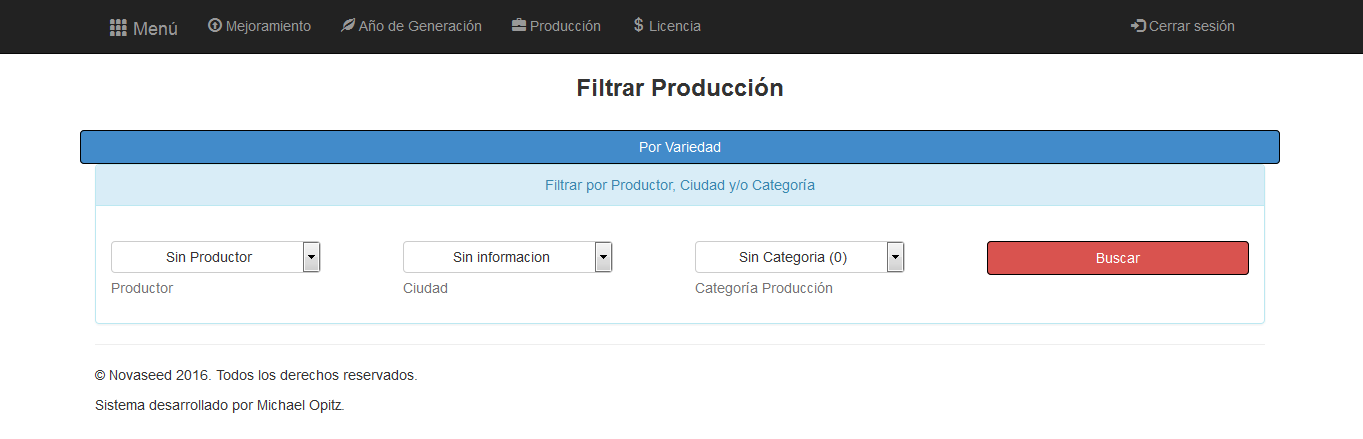 Menú Mejoramiento Año de Generación Producción $ Licencia Cerrar sesión
Filtrar Producción
Por Variedad
Filtrar por Productor, Ciudad y/o Categoría
Sin Productor Sin informacion Sin Categoria (0) Buscar
Productor Ciudad Categoría Producción
© Novaseed 2016. Todos los derechos reservados.
Sistema desarrollado por Michael Opitz.